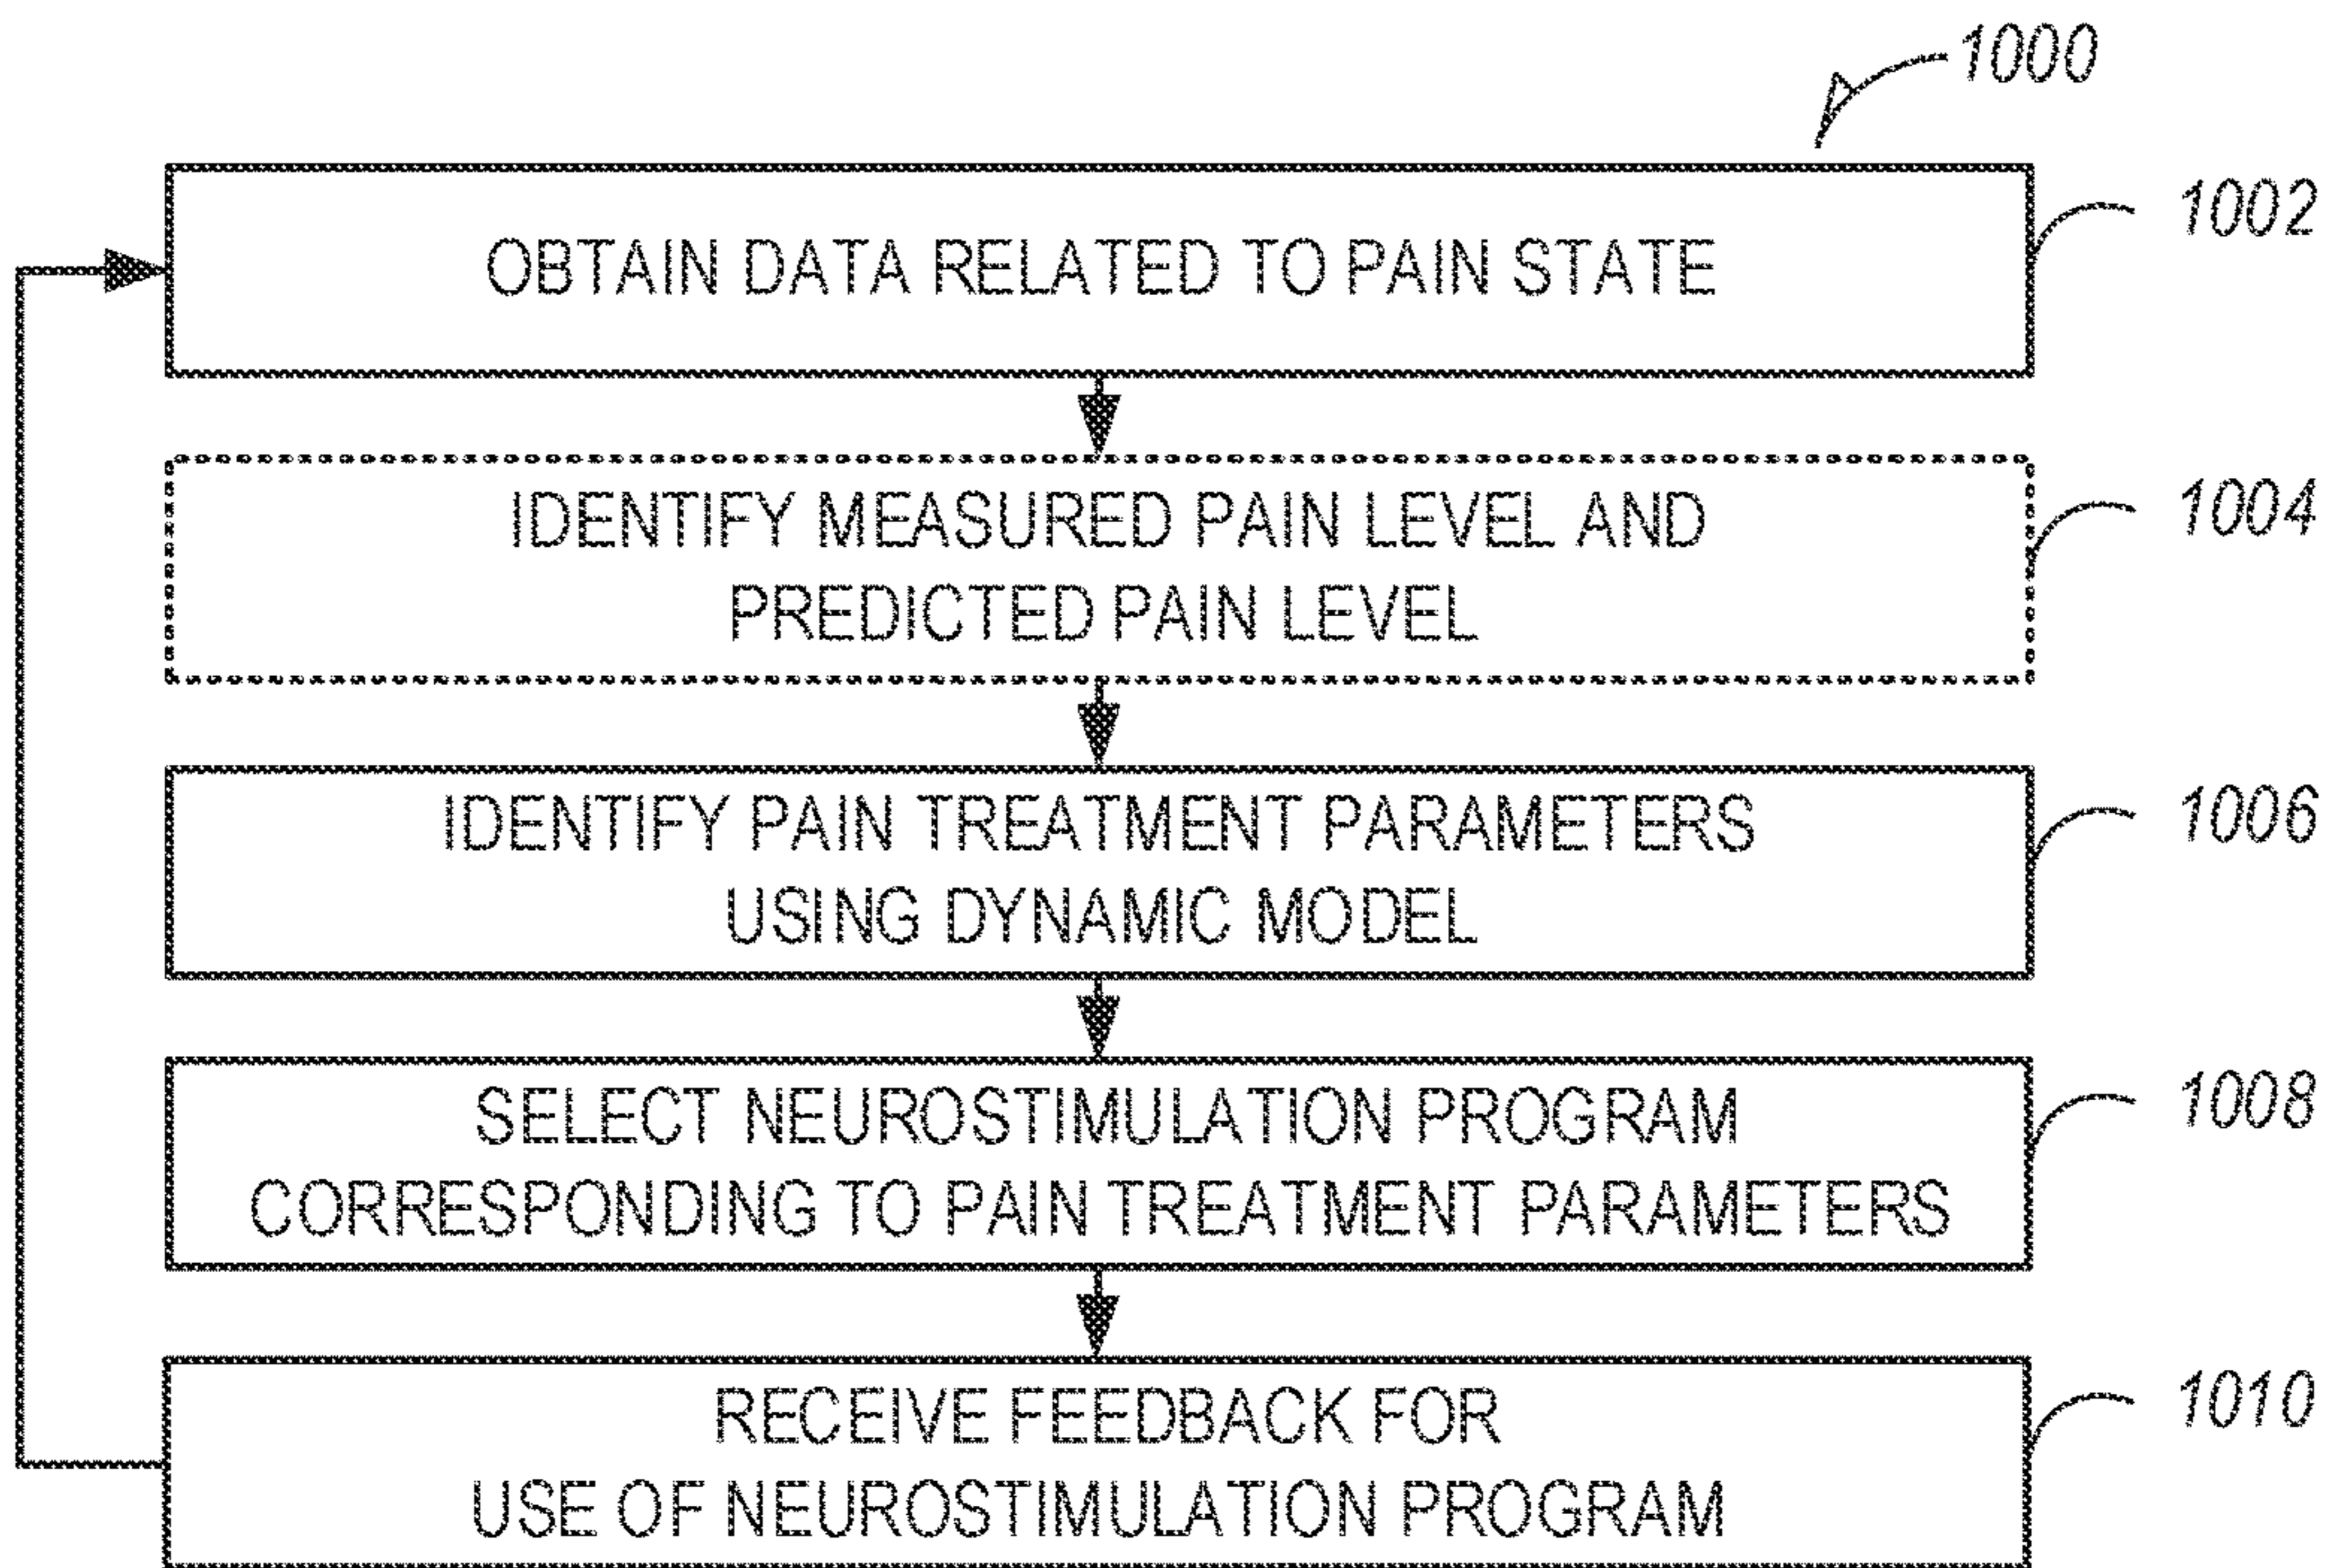 1000
OBTAIN DATA RELATED TO PAIN STATE
1002
IDENTIFY MEASURED PAIN LEVEL AND
PREDICTED PAIN LEVEL
1004
IDENTIFY PAIN TREATMENT PARAMETERS
USING DYNAMIC MODEL
1006
SELECT NEUROSTIMULATION PROGRAM
CORRESPONDING TO PAIN TREATMENT PARAMETERS
1008
RECEIVE FEEDBACK FOR
USE OF NEUROSTIMULATION PROGRAM
1010